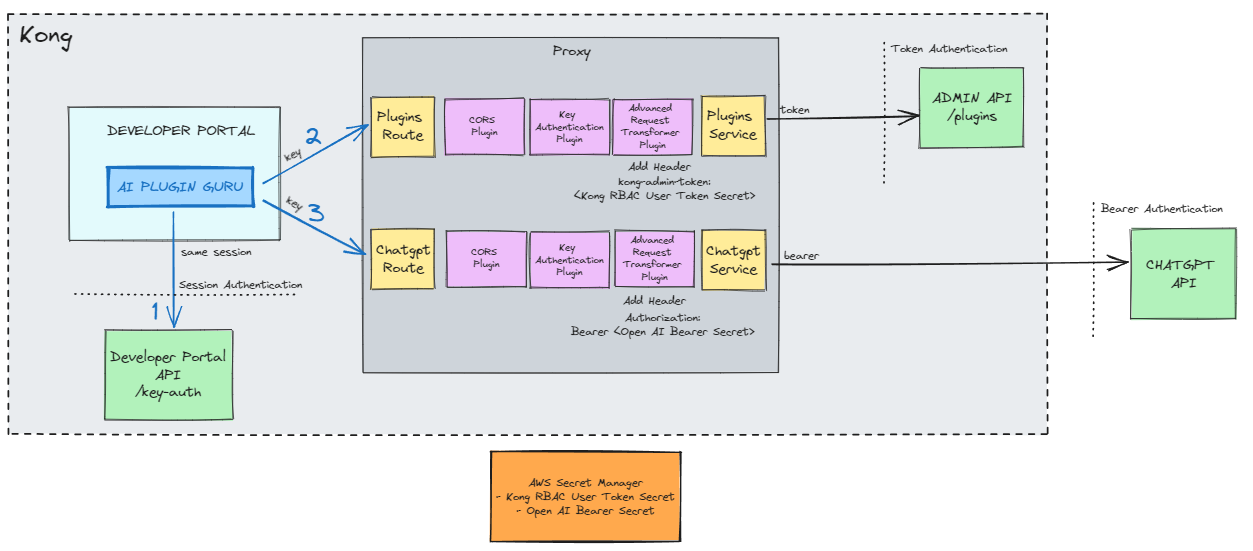 Kong
DEVELOPER PORTAL
AI PLUGIN GURU
same session
Session Authentication
1
Developer Portal
API
/key-auth
key
2
key
3
Proxy
Plugins
Route
CORS
Plugin
Key
Authentication
Plugin
Advanced
Request
Transformer
Plugin
Plugins
Service
Add Header
kong-admin-token:
<Kong RBAC User Token Secret>
token
Token Authentication
ADMIN API
/plugins
Chatgpt
Route
CORS
Plugin
Key
Authentication
Plugin
Advanced
Request
Transformer
Plugin
Chatgpt
Service
Add Header
Authorization:
Bearer <Open AI Bearer Secret>
bearer
Bearer Authentication
CHATGPT
API
AWS Secret Manager
- Kong RBAC User Token Secret
- Open AI Bearer Secret